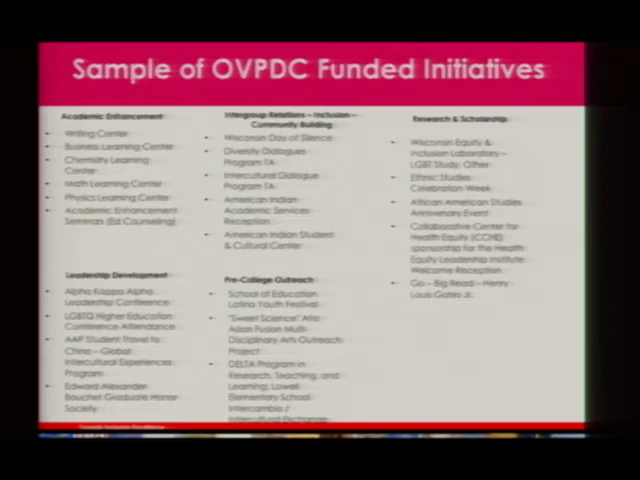 Sample of OVPDC Funded Initiatives
Academic Enhancement
Writing Center
Business Learning Center
Chemistry Learning
Center
Math Learning Center
Physics Learning Center
Academic Enhancement
Seminars (Ed Counseling)
Leadership Development
Alpha Kappa Alpha
Leadership Conference
LGBTQ Higher Education
Conference Attendance
AAP Student Travel to
China – Global
Intercultural Experiences
Program
Edward Alexander
Bouchet Graduate Honor
Society
Intergroup Relations – Inclusion –
Community Building
Wisconsin Day of Silence
Diversity Dialogues
Program TA
Intercultural Dialogue
Program TA
American Indian
Academic Services
Reception
American Indian Student
& Cultural Center
Pre-College Outreach
School of Education
Latino Youth Festival
"Sweet Science" Afro
Asian Fusion Multi-
Disciplinary Arts Outreach
Project
DELTA Program in
Research, Teaching, and
Learning; Lowell
Elementary School
Intercambio /
Intercultural Exchange
Research & Scholarship
Wisconsin Equity &
Inclusion Laboratory –
LGBT Study, Other
Ethnic Studies
Celebration Week
African American Studies
Anniversary Event
Collaborative Center for
Health Equity (CCHE)
sponsorship for the Health
Equity Leadership Institute
Welcome Reception
Go – Big Read – Henry
Louis Gates Jr.
Towards Inclusive Excellence